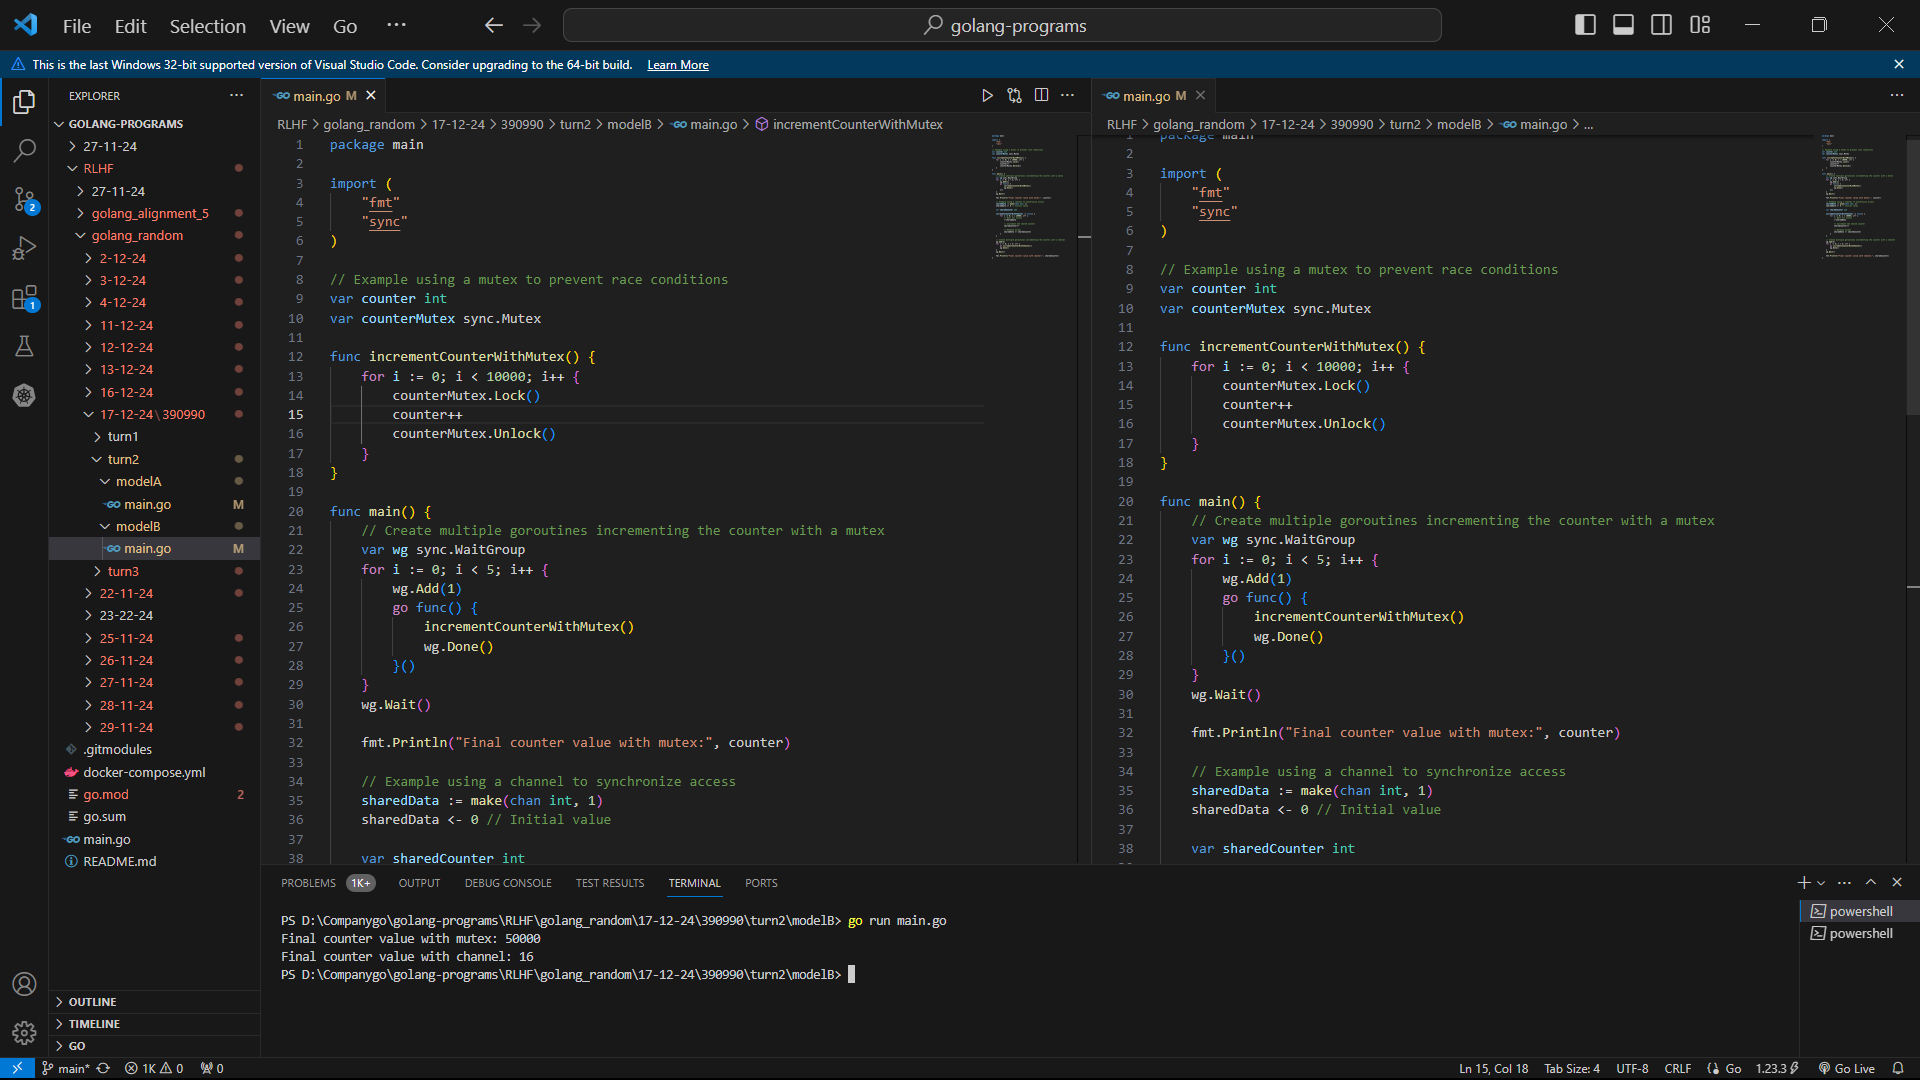 File Edit Selection View Go ···
golang-programs
This is the last Windows 32-bit supported version of Visual Studio Code. Consider upgrading to the 64-bit build. Learn More
EXPLORER
GOLANG-PROGRAMS
27-11-24
RLHF
27-11-24
golang_alignment_5
golang_random
2-12-24
3-12-24
4-12-24
11-12-24
12-12-24
13-12-24
16-12-24
17-12-24\390990
turn1
turn2
modelA
main.go M
modelB
main.go M
turn3
22-11-24
23-22-24
25-11-24
26-11-24
27-11-24
28-11-24
29-11-24
.gitmodules
docker-compose.yml
go.mod 2
go.sum
main.go
README.md
OUTLINE
TIMELINE
GO
2
1
main.go M
RLHF > golang_random > 17-12-24 > 390990 > turn2 > modelB > main.go > incrementCounterWithMutex
1 package main
2
3 import (
4 "fmt"
5 "sync"
6 )
7
8 // Example using a mutex to prevent race conditions
9 var counter int
10 var counterMutex sync.Mutex
11
12 func incrementCounterWithMutex() {
13 for i := 0; i < 10000; i++ {
14 counterMutex.Lock()
15 counter++
16 counterMutex.Unlock()
17 }
18 }
19
20 func main() {
21 // Create multiple goroutines incrementing the counter with a mutex
22 var wg sync.WaitGroup
23 for i := 0; i < 5; i++ {
24 wg.Add(1)
25 go func() {
26 incrementCounterWithMutex()
27 wg.Done()
28 }()
29 }
30 wg.Wait()
31
32 fmt.Println("Final counter value with mutex:", counter)
33
34 // Example using a channel to synchronize access
35 sharedData := make(chan int, 1)
36 sharedData <- 0 // Initial value
37
38 var sharedCounter int
main.go M
RLHF > golang_random > 17-12-24 > 390990 > turn2 > modelB > main.go > ...
1 package main
2
3 import (
4 "fmt"
5 "sync"
6 )
7
8 // Example using a mutex to prevent race conditions
9 var counter int
10 var counterMutex sync.Mutex
11
12 func incrementCounterWithMutex() {
13 for i := 0; i < 10000; i++ {
14 counterMutex.Lock()
15 counter++
16 counterMutex.Unlock()
17 }
18 }
19
20 func main() {
21 // Create multiple goroutines incrementing the counter with a mutex
22 var wg sync.WaitGroup
23 for i := 0; i < 5; i++ {
24 wg.Add(1)
25 go func() {
26 incrementCounterWithMutex()
27 wg.Done()
28 }()
29 }
30 wg.Wait()
31
32 fmt.Println("Final counter value with mutex:", counter)
33
34 // Example using a channel to synchronize access
35 sharedData := make(chan int, 1)
36 sharedData <- 0 // Initial value
37
38 var sharedCounter int
PROBLEMS 1K+ OUTPUT DEBUG CONSOLE TEST RESULTS TERMINAL PORTS
PS D:\Companygo\golang-programs\RLHF\golang_random\17-12-24\390990\turn2\modelB> go run main.go
Final counter value with mutex: 50000
Final counter value with channel: 16
PS D:\Companygo\golang-programs\RLHF\golang_random\17-12-24\390990\turn2\modelB>
powershell
powershell
main* 1K 0 0 Ln 15, Col 18 Tab Size: 4 UTF-8 CRLF Go 1.23.3 Go Live